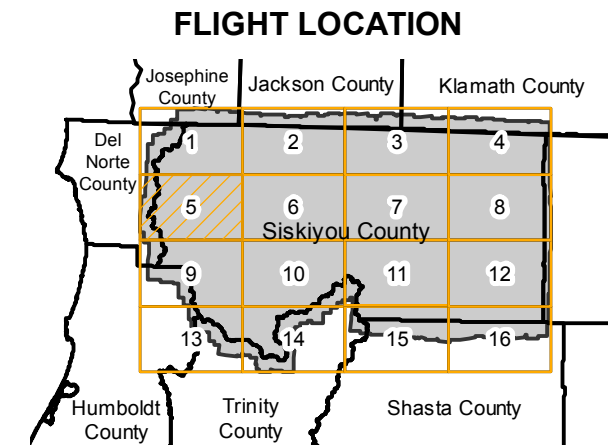 FLIGHT LOCATION
Josephine
County
Jackson County
Klamath County
Del
Norte
County
1
2
3
4
5
6
7
8
Siskiyou County
9
10
11
12
13
14
15
16
Humboldt
County
Trinity
County
Shasta County